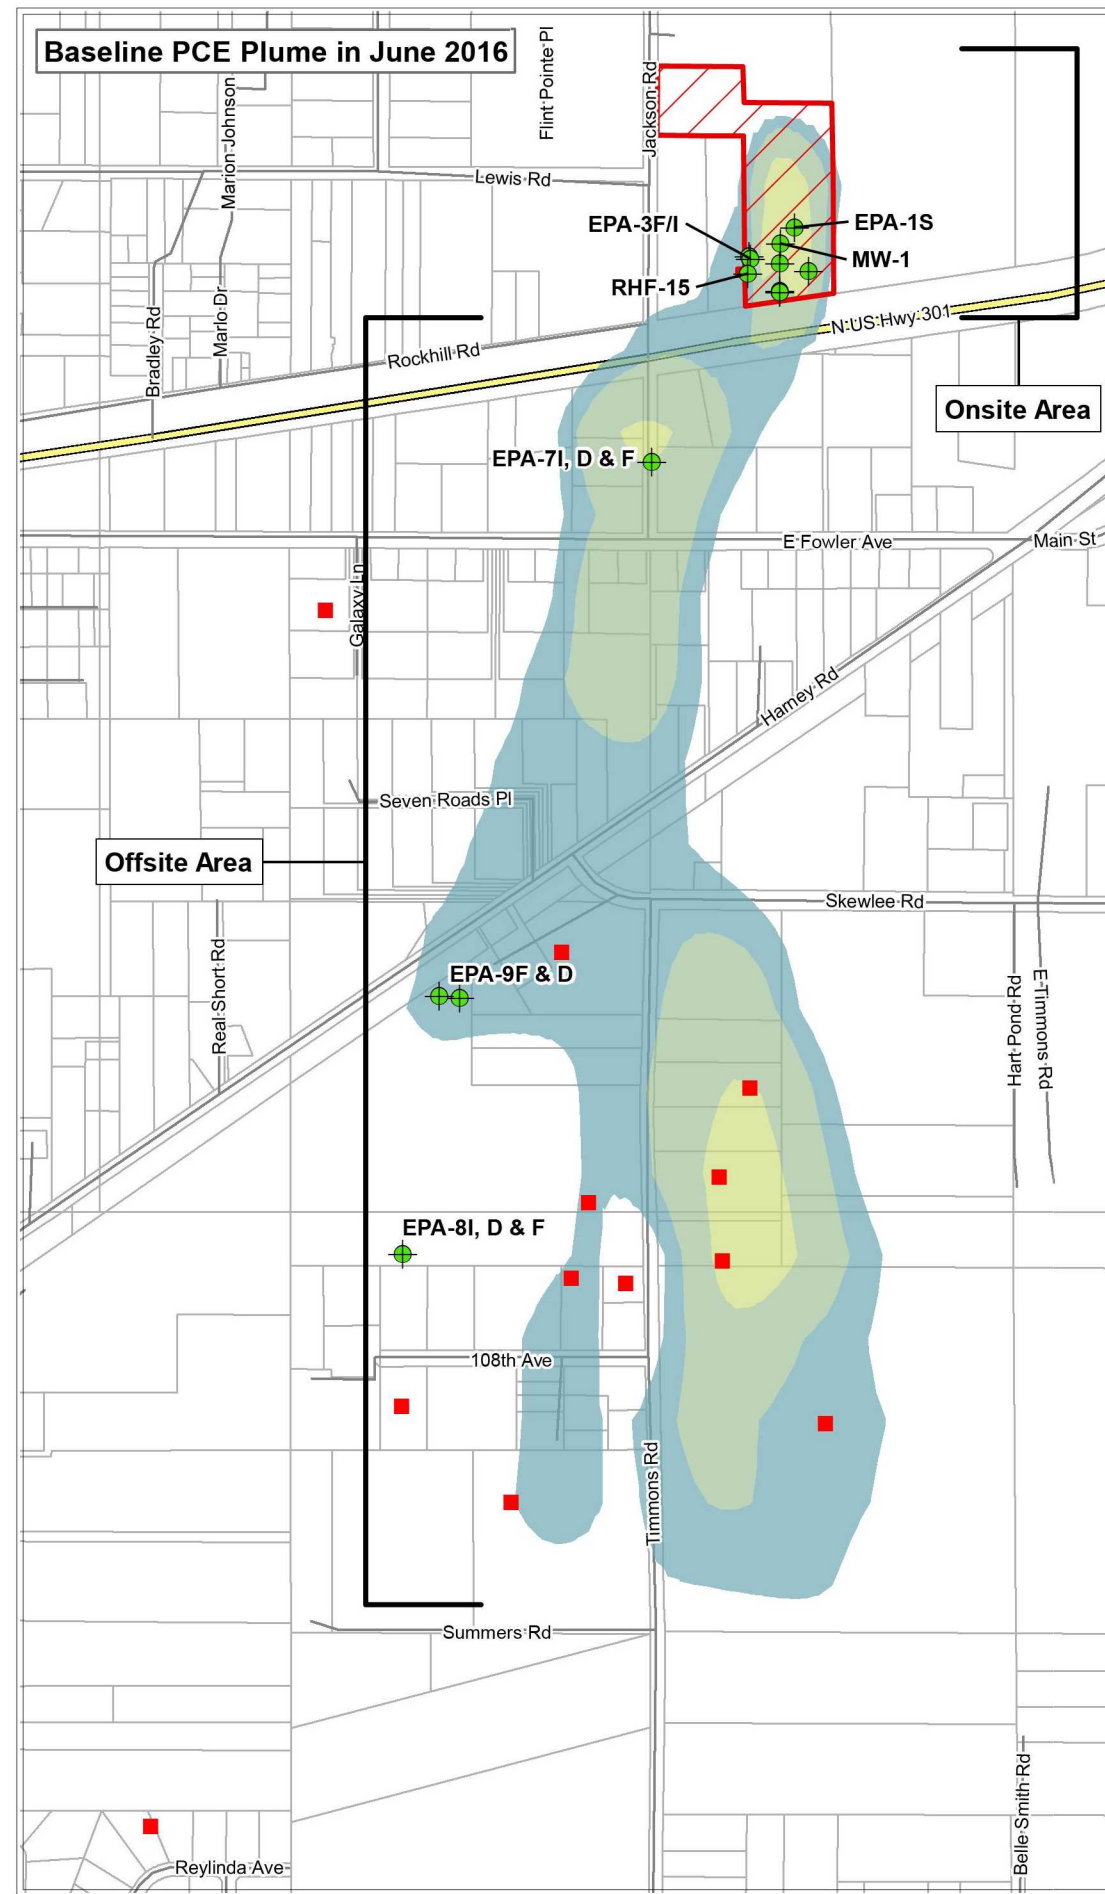 Baseline PCE Plume in June 2016
Flint Pointe Pl
Jackson Rd
Marion Johnson
Lewis Rd
EPA-3F/I
EPA-1S
MW-1
RHF-15
Marlo Dr
Bradley Rd
N US Hwy 301
Rockhill Rd
Onsite Area
EPA-7I, D & F
E Fowler Ave
Main St
Galaxy Ln
Harney Rd
Seven Roads Pl
Offsite Area
Skewlee Rd
EPA-9F & D
Real Short Rd
Hart Pond Rd
E Timmons Rd
EPA-8I, D & F
108th Ave
Timmons Rd
Summers Rd
Belle Smith Rd
Reylinda Ave